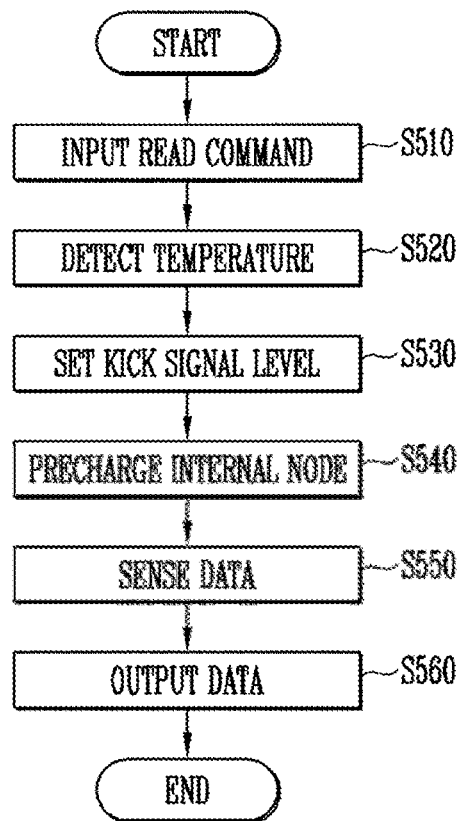 START
INPUT READ COMMAND
S510
DETECT TEMPERATURE
S520
SET KICK SIGNAL LEVEL
S530
PRECHARGE INTERNAL NODE
S540
SENSE DATA
S550
OUTPUT DATA
S560
END